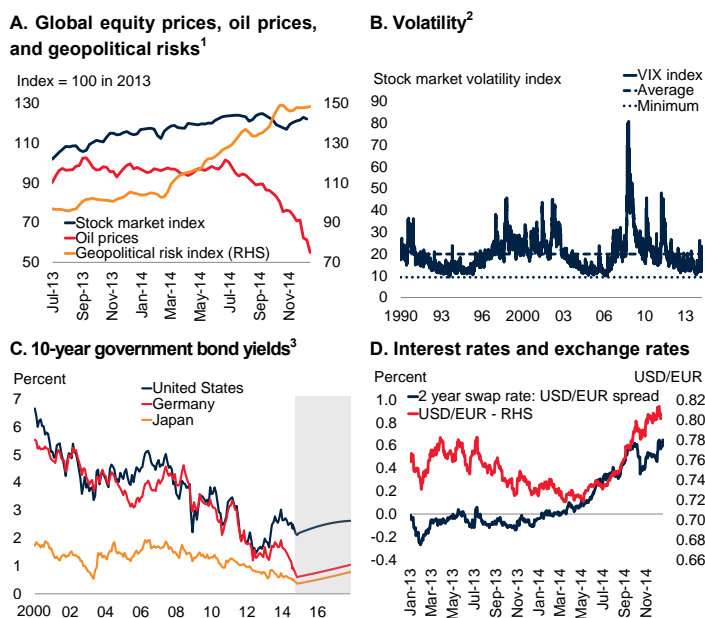 A. Global equity prices, oil prices,
and geopolitical risks1
Index = 100 in 2013
130
110
90
70
50
150
130
110
90
70
Stock market index
Oil prices
Geopolitical risk index (RHS)
Jul-13
Sep-13
Nov-13
Jan-14
Mar-14
May-14
Jul-14
Sep-14
Nov-14
B. Volatility2
Stock market volatility index
VIX index
Average
Minimum
90
80
70
60
50
40
30
20
10
0
1990 93 96 2000 03 06 10 13
C. 10-year government bond yields3
Percent
United States
Germany
Japan
7
6
5
4
3
2
1
0
2000 02 04 06 08 10 12 14 16
D. Interest rates and exchange rates
Percent USD/EUR
2 year swap rate: USD/EUR spread
USD/EUR - RHS
1.0
0.8
0.6
0.4
0.2
0.0
-0.2
-0.4
0.82
0.80
0.78
0.76
0.74
0.72
0.70
0.68
0.66
Jan-13
Mar-13
May-13
Jul-13
Sep-13
Nov-13
Jan-14
Mar-14
May-14
Jul-14
Sep-14
Nov-14